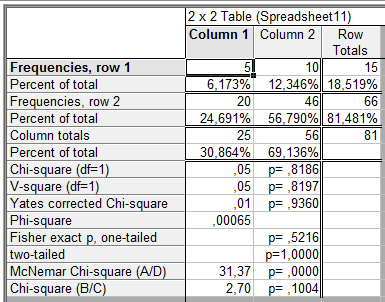 2 x 2 Table (Spreadsheet11)
Column 1 Column 2 Row Totals
Frequencies, row 1 5 10 15
Percent of total 6,173% 12,346% 18,519%
Frequencies, row 2 20 46 66
Percent of total 24,691% 56,790% 81,481%
Column totals 25 56 81
Percent of total 30,864% 69,136%
Chi-square (df=1) ,05 p= ,8186
V-square (df=1) ,05 p= ,8197
Yates corrected Chi-square ,01 p= ,9360
Phi-square ,00065
Fisher exact p, one-tailed p= ,5216
two-tailed p=1,0000
McNemar Chi-square (A/D) 31,37 p= ,0000
Chi-square (B/C) 2,70 p= ,1004